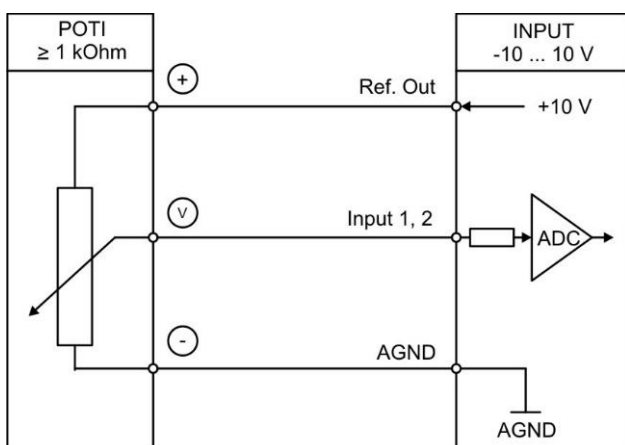 POTI
≥ 1 kOhm
INPUT
-10 ... 10 V
+
Ref. Out
+10 V
V
Input 1, 2
ADC
-
AGND
AGND